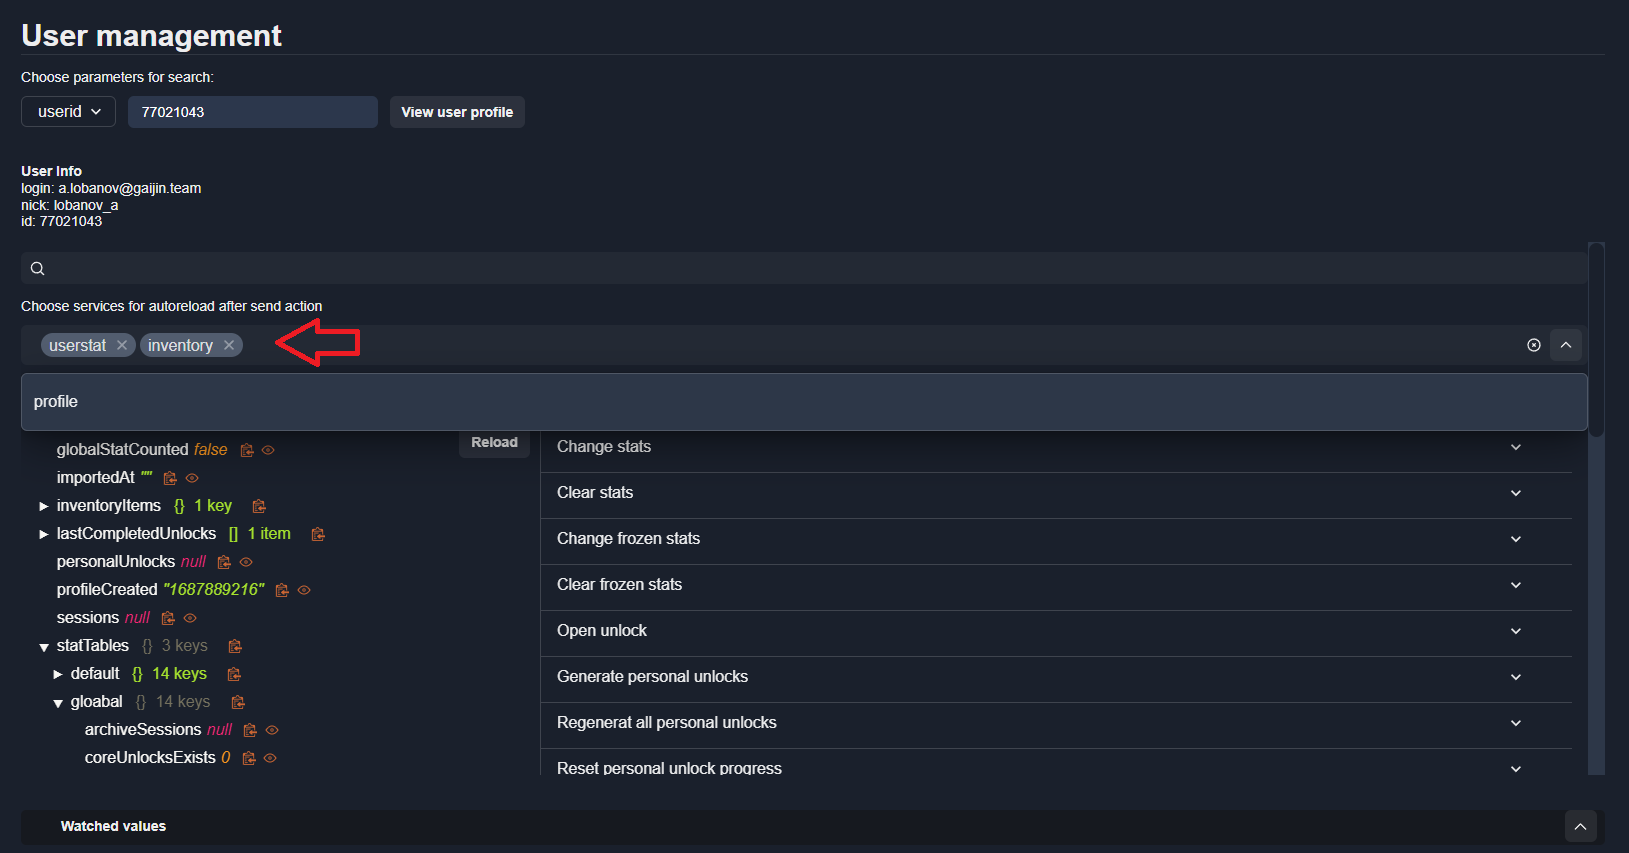 User management
Choose parameters for search:
userid 77021043 View user profile
User Info
login: a.lobanov@gaijin.team
nick: lobanov_a
id: 77021043
Choose services for autoreload after send action
userstat inventory
profile
globalStatCounted false
Reload
importedAt ""
inventoryItems {} 1 key
lastCompletedUnlocks [] 1 item
personalUnlocks null
profileCreated "1687889216"
sessions null
statTables {} 3 keys
default {} 14 keys
gloabal {} 14 keys
archiveSessions null
coreUnlocksExists 0
Change stats
Clear stats
Change frozen stats
Clear frozen stats
Open unlock
Generate personal unlocks
Regenerat all personal unlocks
Reset personal unlock progress
Watched values